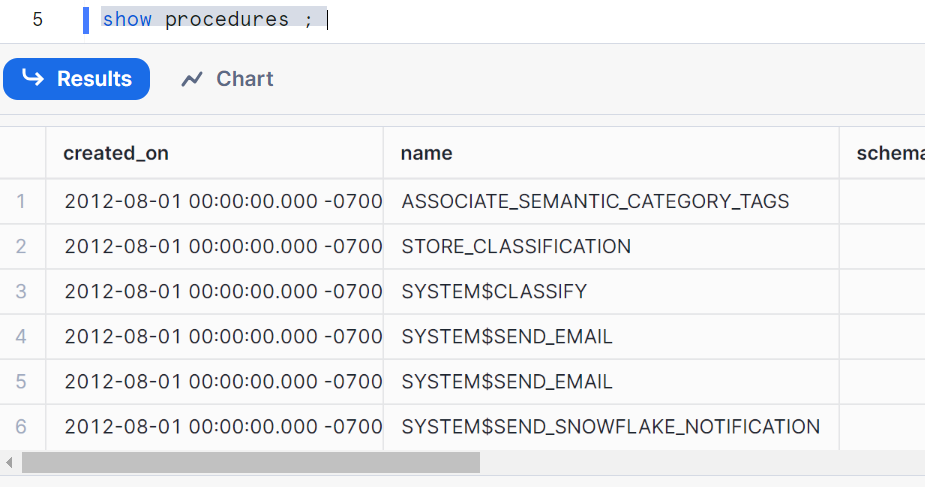 5 show procedures ;
Results Chart
created_on name schema
1 2012-08-01 00:00:00.000 -0700 ASSOCIATE_SEMANTIC_CATEGORY_TAGS
2 2012-08-01 00:00:00.000 -0700 STORE_CLASSIFICATION
3 2012-08-01 00:00:00.000 -0700 SYSTEM$CLASSIFY
4 2012-08-01 00:00:00.000 -0700 SYSTEM$SEND_EMAIL
5 2012-08-01 00:00:00.000 -0700 SYSTEM$SEND_EMAIL
6 2012-08-01 00:00:00.000 -0700 SYSTEM$SEND_SNOWFLAKE_NOTIFICATION